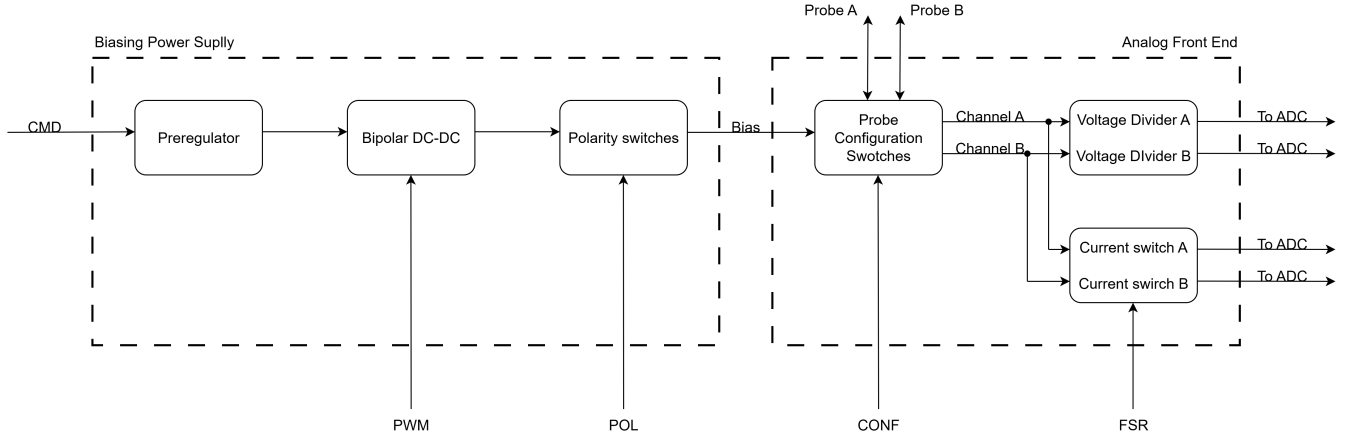 Probe A
Probe B
Biasing Power Suplly
Analog Front End
CMD
Preregulator
Bipolar DC-DC
Polarity switches
Bias
Probe
Configuration
Swotches
Channel A
Channel B
Voltage Divider A
Voltage DIvider B
To ADC
To ADC
Current switch A
Current swirch B
To ADC
To ADC
PWM
POL
CONF
FSR